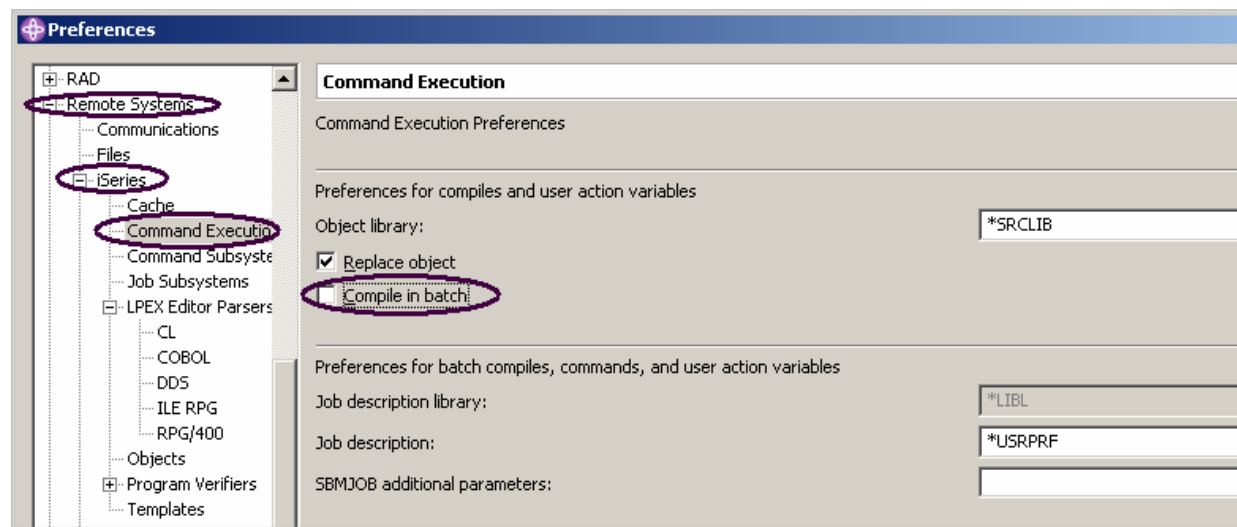 Preferences
RAD
Remote Systems
Communications
Files
iSeries
Cache
Command Executio
Command Subsyste
Job Subsystems
LPEX Editor Parsers
CL
COBOL
DDS
ILE RPG
RPG/400
Objects
Program Verifiers
Templates
Command Execution
Command Execution Preferences
Preferences for compiles and user action variables
Object library: *SRCLIB
Replace object
Compile in batch
Preferences for batch compiles, commands, and user action variables
Job description library: *LIBL
Job description: *USRPRF
SBMJOB additional parameters: